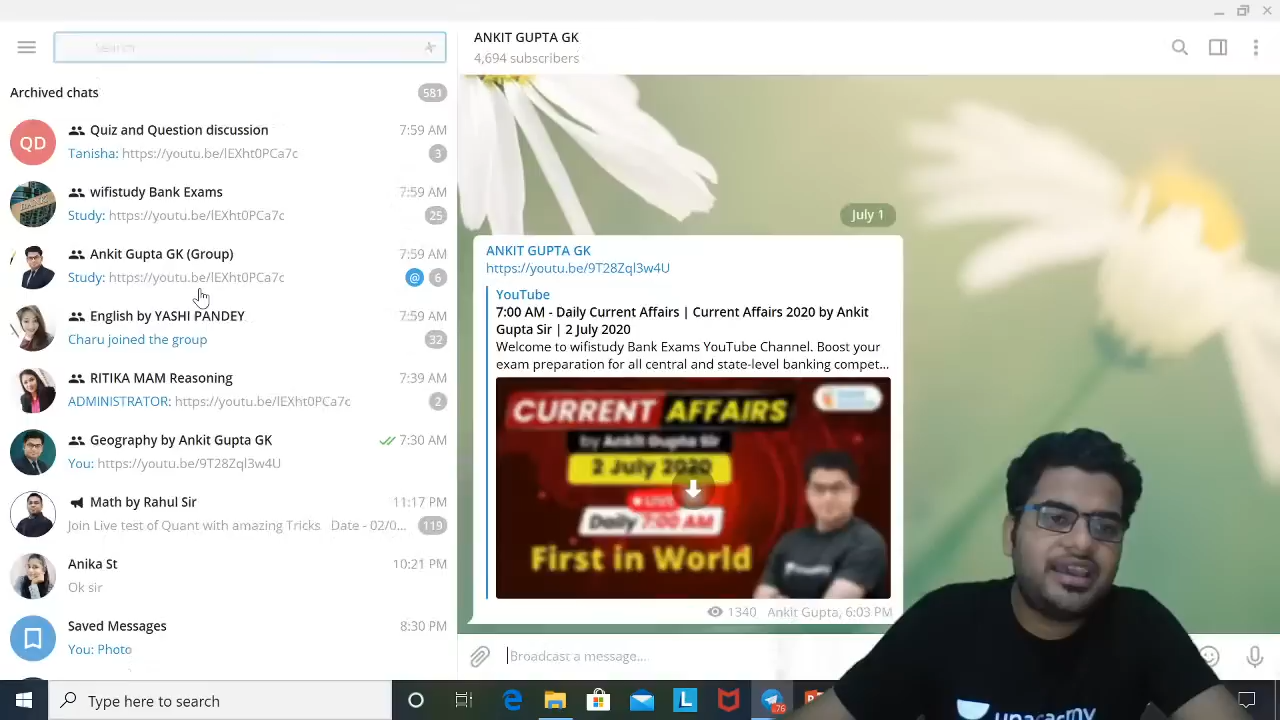 Search
ANKIT GUPTA GK
4,694 subscribers
Archived chats
581
QD
Quiz and Question discussion
7:59 AM
Tanisha: https://youtu.be/lEXht0PCa7c
3
wifistudy Bank Exams
7:59 AM
Study: https://youtu.be/lEXht0PCa7c
25
Ankit Gupta GK (Group)
7:59 AM
Study: https://youtu.be/lEXht0PCa7c
@ 6
English by YASHI PANDEY
7:59 AM
Charu joined the group
32
RITIKA MAM Reasoning
7:39 AM
ADMINISTRATOR: https://youtu.be/lEXht0PCa7c
2
Geography by Ankit Gupta GK
7:30 AM
You: https://youtu.be/9T28Zql3w4U
Math by Rahul Sir
11:17 PM
Join Live test of Quant with amazing Tricks Date - 02/0...
119
Anika St
10:21 PM
Ok sir
Saved Messages
8:30 PM
You: Photo
July 1
ANKIT GUPTA GK
https://youtu.be/9T28Zql3w4U
YouTube
7:00 AM - Daily Current Affairs | Current Affairs 2020 by Ankit
Gupta Sir | 2 July 2020
Welcome to wifistudy Bank Exams YouTube Channel. Boost your
exam preparation for all central and state-level banking compet...
CURRENT AFFAIRS
by Ankit Gupta Sir
2 July 2020
LIVE
Daily 7:00 AM
First in World
1340 Ankit Gupta, 6:03 PM
Broadcast a message...
Type here to search
L
76
unacademy